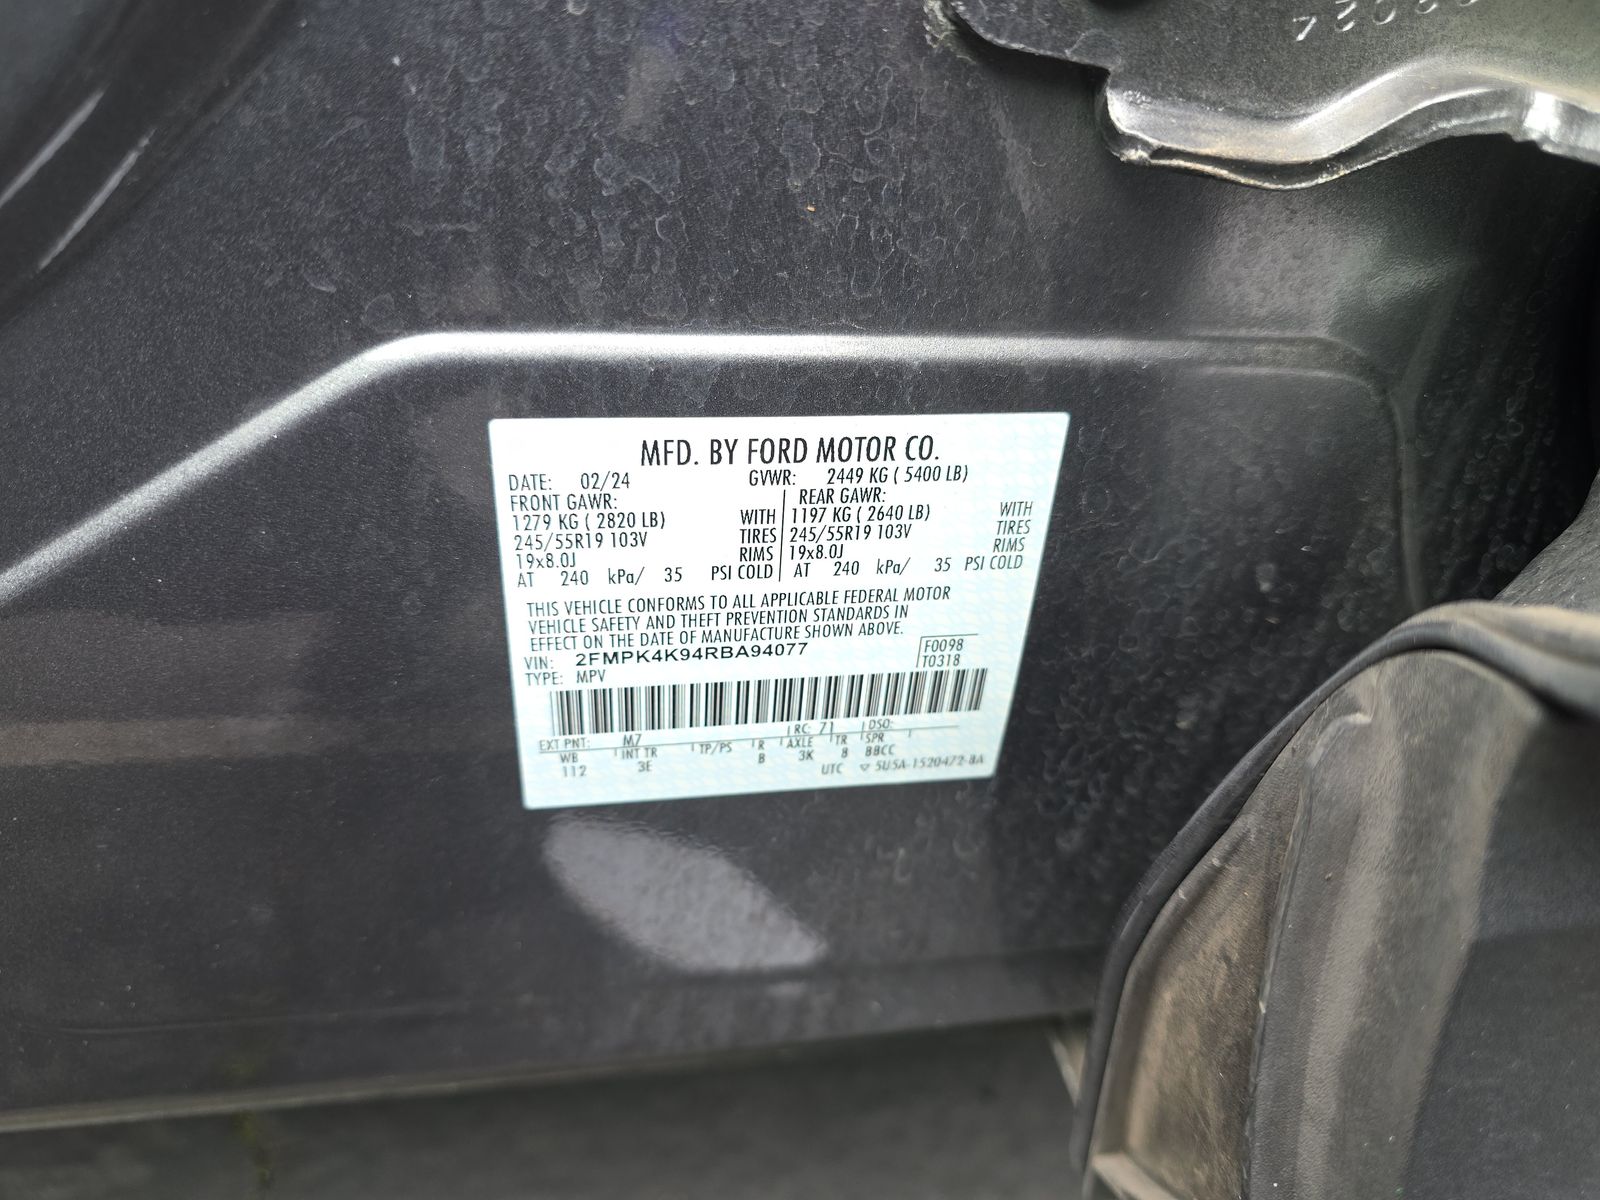 MFD. BY FORD MOTOR CO.
DATE: 02/24 GVWR: 2449 KG ( 5400 LB)
FRONT GAWR: REAR GAWR:
1279 KG ( 2820 LB) WITH 1197 KG ( 2640 LB) WITH
245/55R19 103V TIRES 245/55R19 103V TIRES
19x8.0J RIMS 19x8.0J RIMS
AT 240 kPa/ 35 PSI COLD AT 240 kPa/ 35 PSI COLD
THIS VEHICLE CONFORMS TO ALL APPLICABLE FEDERAL MOTOR
VEHICLE SAFETY AND THEFT PREVENTION STANDARDS IN
EFFECT ON THE DATE OF MANUFACTURE SHOWN ABOVE.
VIN: 2FMPK4K94RBA94077 F0098
TYPE: MPV T0318
EXT PNT: M7 RC: 71 DSO:
WB INT TR TP/PS R AXLE TR SPR
112 3E B 3K 8 BBCC
UTC ▽ 5U5A-1520472-BA